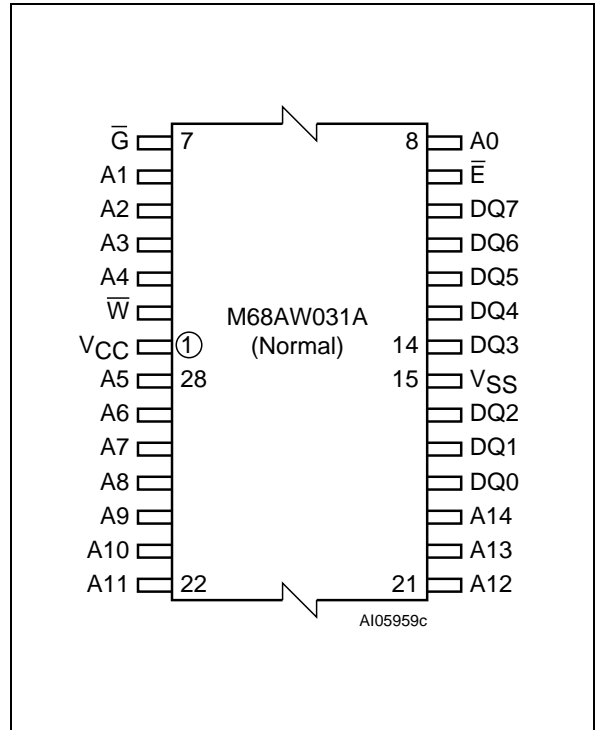 G̅ 7 8 A0
A1 E̅
A2 DQ7
A3 DQ6
A4 DQ5
W̅ DQ4
M68AW031A
VCC 1 (Normal) 14 DQ3
A5 28 15 VSS
A6 DQ2
A7 DQ1
A8 DQ0
A9 A14
A10 A13
A11 22 21 A12
AI05959c